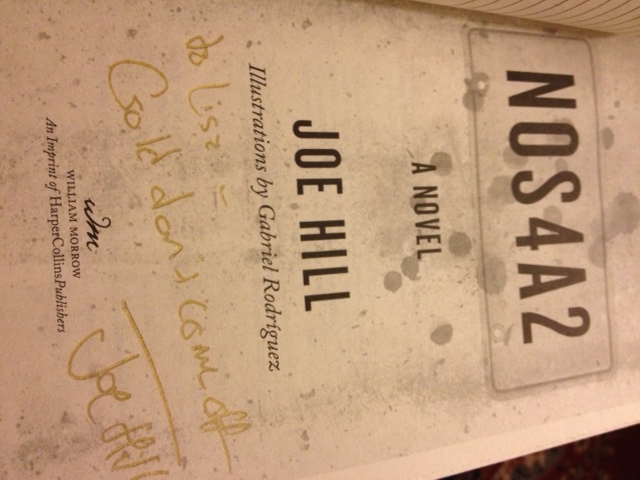 NOS4A2
A NOVEL
JOE HILL
Illustrations by Gabriel Rodríguez
to Lisa –
Gold don't come off
Joe Hill
wm
WILLIAM MORROW
An Imprint of HarperCollinsPublishers